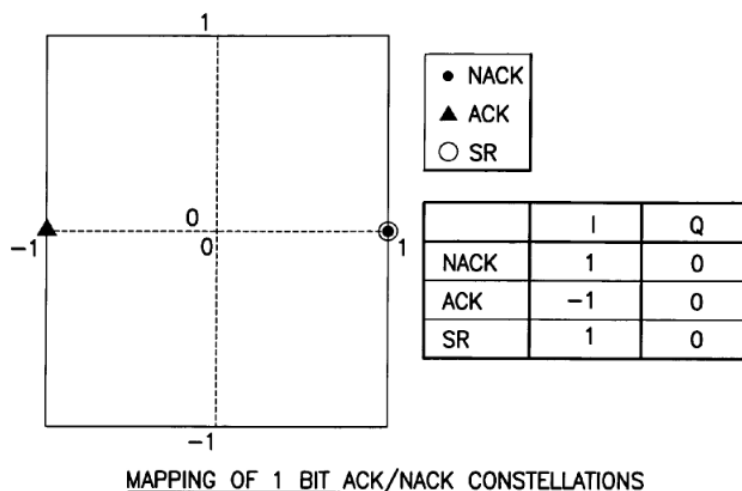 1
NACK
ACK
SR
0
-1 0 1
-1
I Q
NACK 1 0
ACK -1 0
SR 1 0
MAPPING OF 1 BIT ACK/NACK CONSTELLATIONS